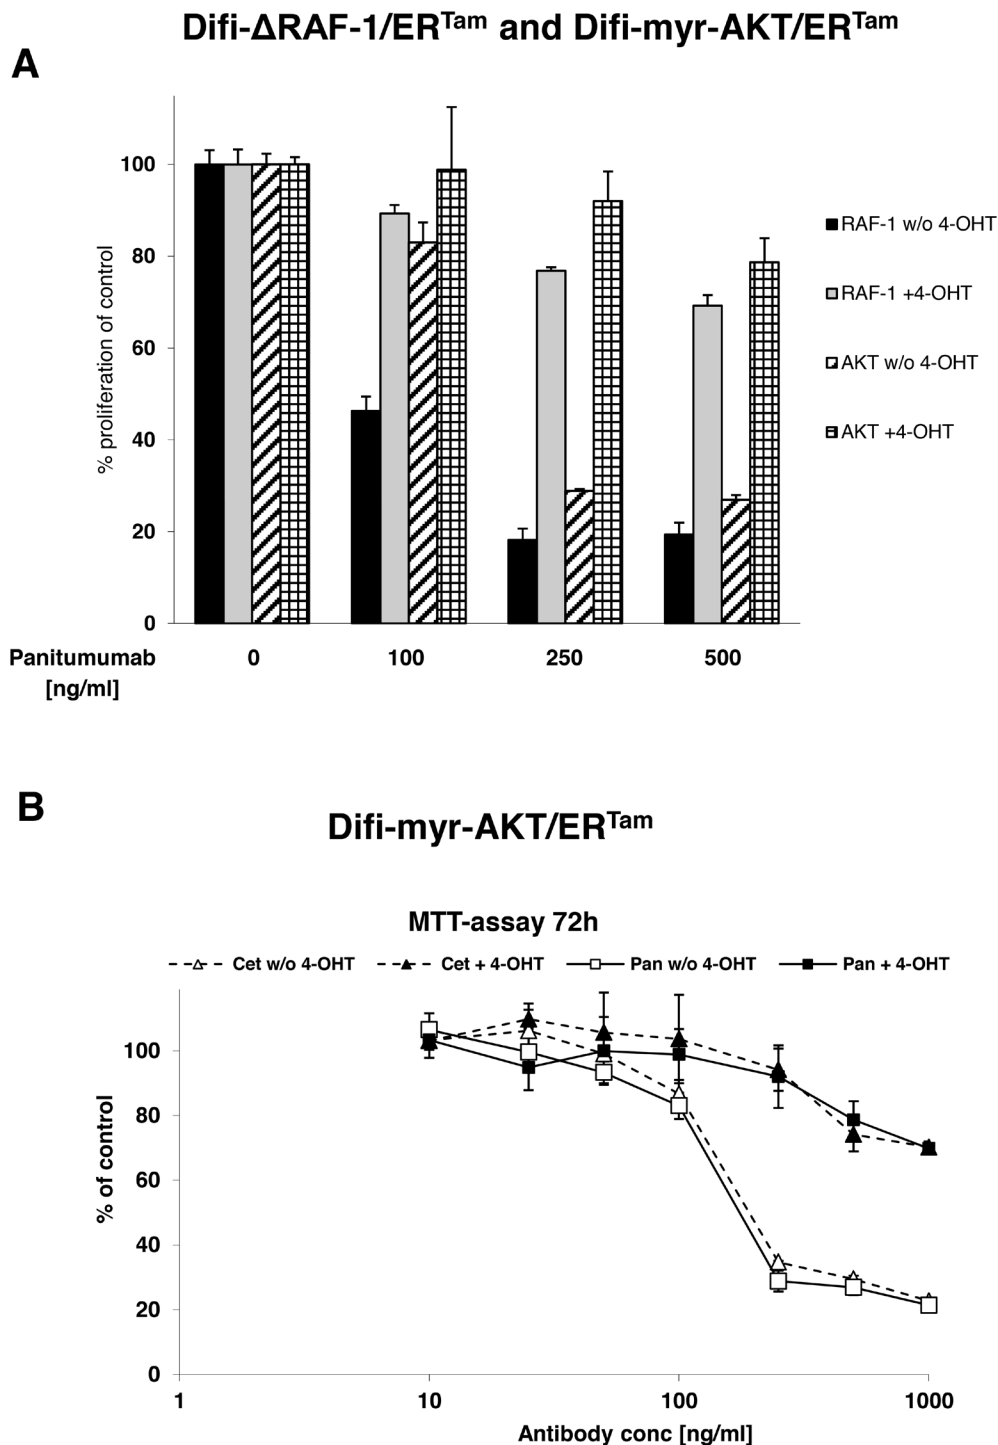 Difi-ΔRAF-1/ERTam and Difi-myr-AKT/ERTam
A
100
80
60
40
20
0
% proliferation of control
RAF-1 w/o 4-OHT
RAF-1 +4-OHT
AKT w/o 4-OHT
AKT +4-OHT
Panitumumab 0 100 250 500
[ng/ml]
B
Difi-myr-AKT/ERTam
MTT-assay 72h
Cet w/o 4-OHT Cet + 4-OHT Pan w/o 4-OHT Pan + 4-OHT
100
80
60
40
20
0
% of control
1 10 100 1000
Antibody conc [ng/ml]